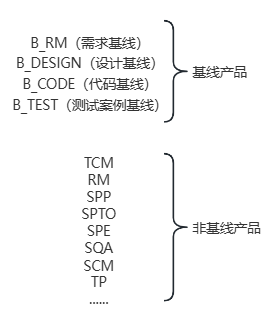 B_RM（需求基线）
B_DESIGN（设计基线）
B_CODE（代码基线）
B_TEST（测试案例基线）
基线产品
TCM
RM
SPP
SPTO
SPE
SQA
SCM
TP
......
非基线产品